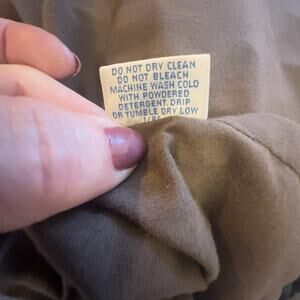 DO NOT DRY CLEAN
DO NOT BLEACH
MACHINE WASH COLD
WITH POWDERED
DETERGENT. DRIP
OR TUMBLE DRY LOW